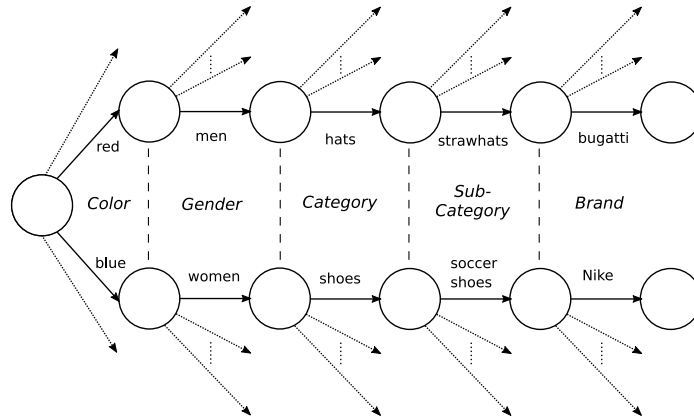 red
men
hats
strawhats
bugatti
Color
Gender
Category
Sub-
Category
Brand
blue
women
shoes
soccer
shoes
Nike